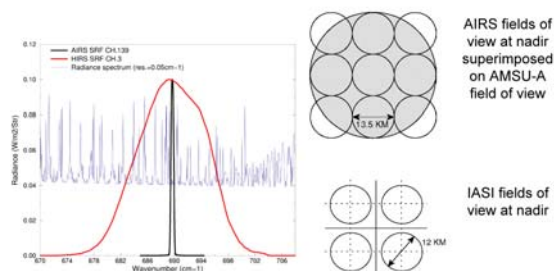 AIRS SRF CH.139
HIRS SRF CH.3
Radiance spectrum (res.=0.05cm-1)
Radiance (W/m2/Str)
0.12
0.10
0.08
0.06
0.04
0.02
0.00
670
674
678
682
686
690
694
698
702
706
Wavenumber (cm-1)
AIRS fields of
view at nadir
superimposed
on AMSU-A
field of view
13.5 KM
IASI fields of
view at nadir
12 KM